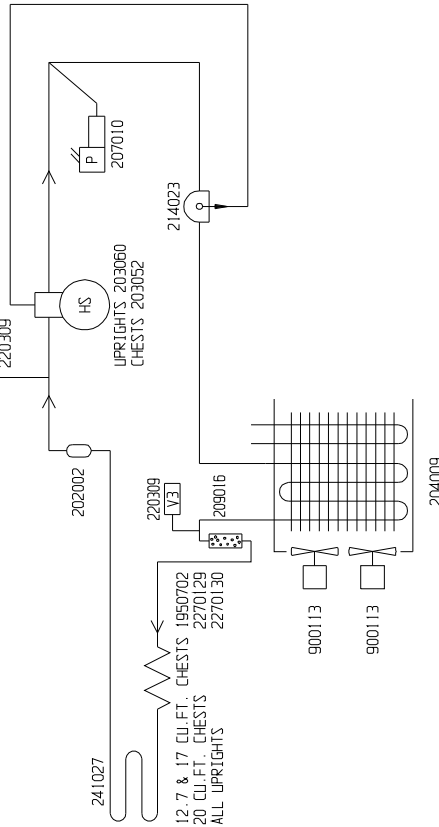 220309
HS
UPRIGHTS 203060
CHESTS 203052
P
207010
214023
202002
220309
V3
209016
241027
12.7 & 17 CU.FT. CHESTS 1950702
20 CU.FT. CHESTS 2270129
ALL UPRIGHTS 2270130
900113
900113
204009